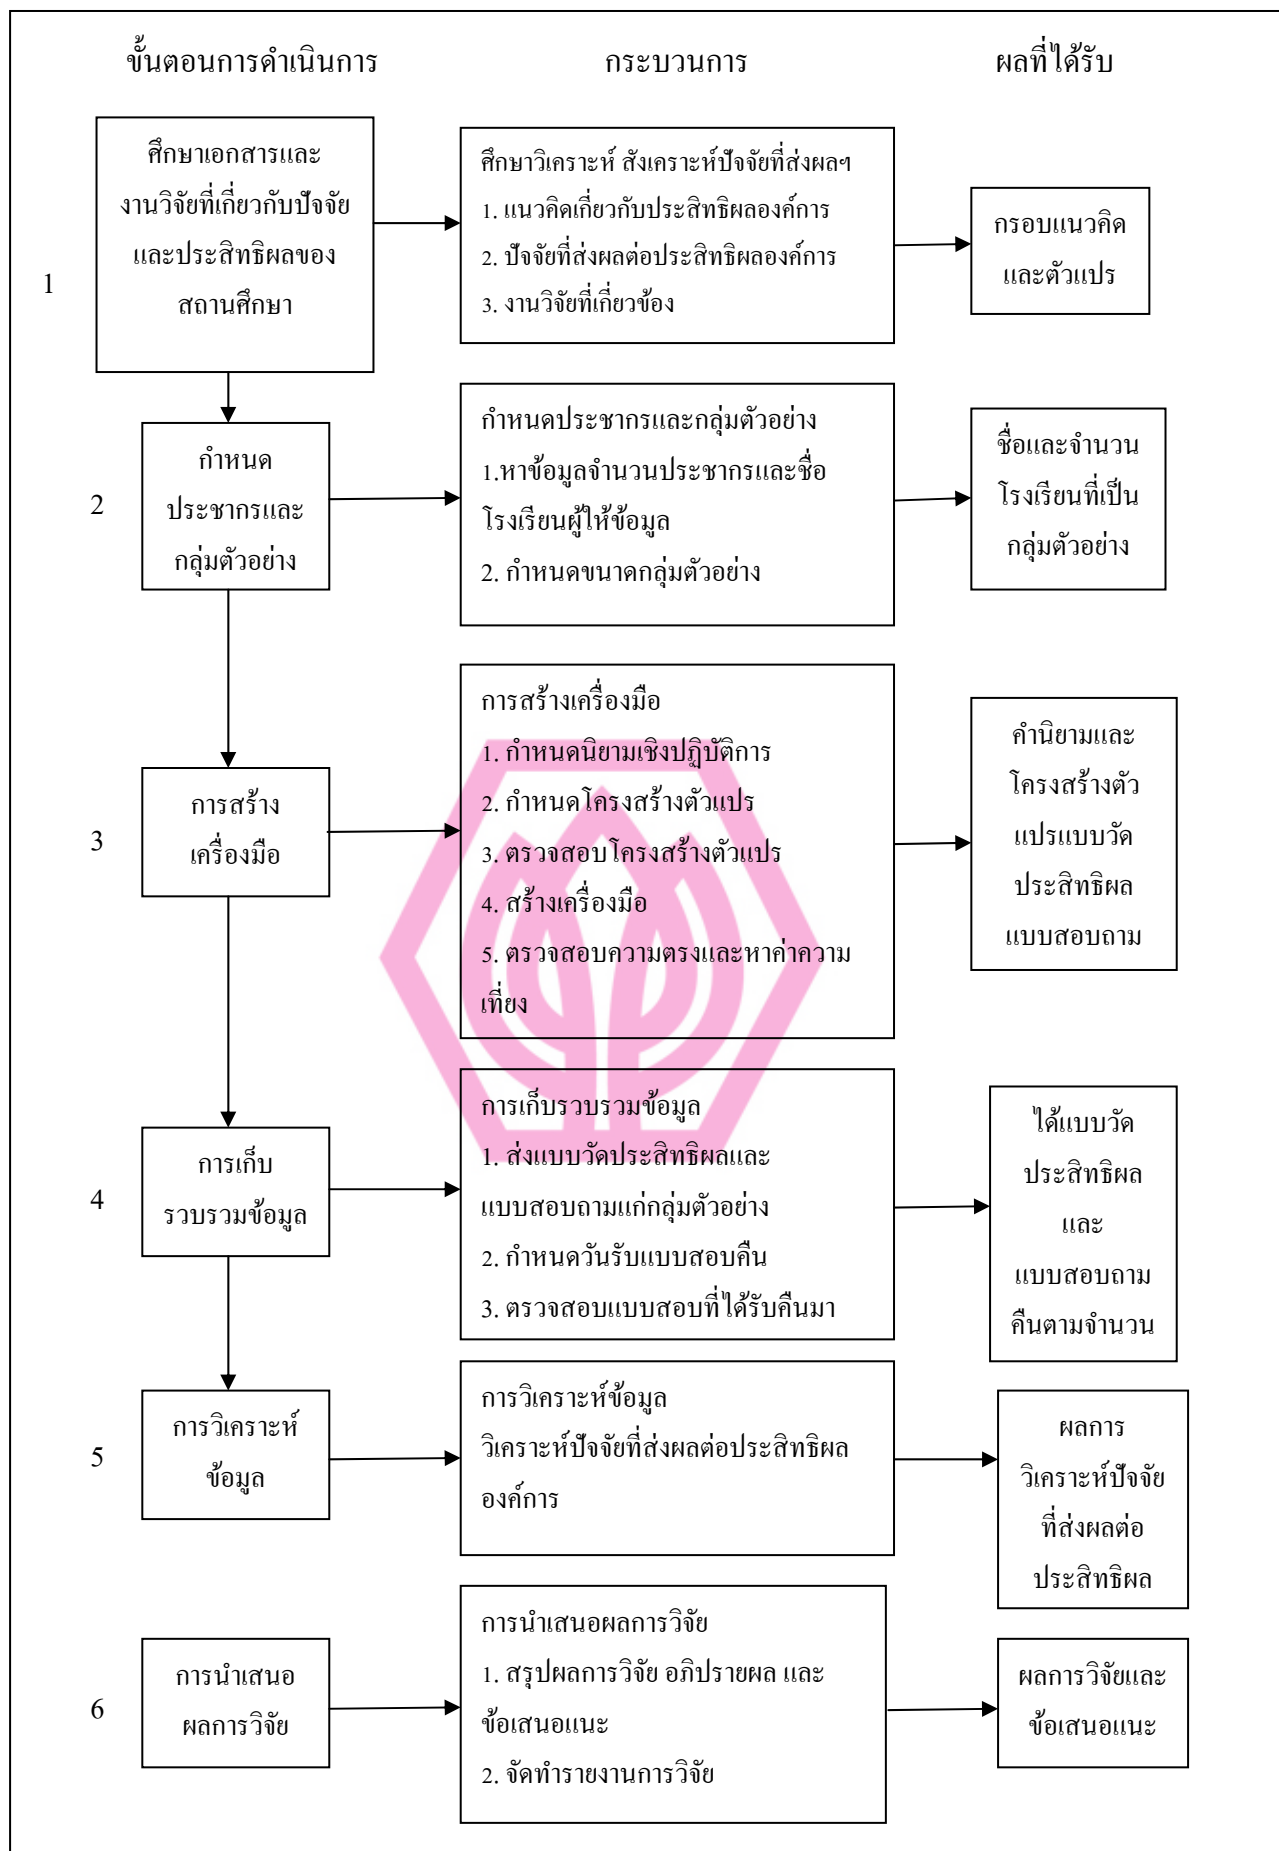 ขั้นตอนการดำเนินการ
กระบวนการ
ผลที่ได้รับ
1
ศึกษาเอกสารและ
งานวิจัยที่เกี่ยวกับปัจจัย
และประสิทธิผลของ
สถานศึกษา
ศึกษาวิเคราะห์ สังเคราะห์ปัจจัยที่ส่งผลฯ
1. แนวคิดเกี่ยวกับประสิทธิผลองค์การ
2. ปัจจัยที่ส่งผลต่อประสิทธิผลองค์การ
3. งานวิจัยที่เกี่ยวข้อง
กรอบแนวคิด
และตัวแปร
2
กำหนด
ประชากรและ
กลุ่มตัวอย่าง
กำหนดประชากรและกลุ่มตัวอย่าง
1.หาข้อมูลจำนวนประชากรและชื่อ
โรงเรียนผู้ให้ข้อมูล
2. กำหนดขนาดกลุ่มตัวอย่าง
ชื่อและจำนวน
โรงเรียนที่เป็น
กลุ่มตัวอย่าง
3
การสร้าง
เครื่องมือ
การสร้างเครื่องมือ
1. กำหนดนิยามเชิงปฏิบัติการ
2. กำหนดโครงสร้างตัวแปร
3. ตรวจสอบโครงสร้างตัวแปร
4. สร้างเครื่องมือ
5. ตรวจสอบความตรงและหาค่าความ
เที่ยง
คำนิยามและ
โครงสร้างตัว
แปรแบบวัด
ประสิทธิผล
แบบสอบถาม
4
การเก็บ
รวบรวมข้อมูล
การเก็บรวบรวมข้อมูล
1. ส่งแบบวัดประสิทธิผลและ
แบบสอบถามแก่กลุ่มตัวอย่าง
2. กำหนดวันรับแบบสอบคืน
3. ตรวจสอบแบบสอบที่ได้รับคืนมา
ได้แบบวัด
ประสิทธิผล
และ
แบบสอบถาม
คืนตามจำนวน
5
การวิเคราะห์
ข้อมูล
การวิเคราะห์ข้อมูล
วิเคราะห์ปัจจัยที่ส่งผลต่อประสิทธิผล
องค์การ
ผลการ
วิเคราะห์ปัจจัย
ที่ส่งผลต่อ
ประสิทธิผล
6
การนำเสนอ
ผลการวิจัย
การนำเสนอผลการวิจัย
1. สรุปผลการวิจัย อภิปรายผล และ
ข้อเสนอแนะ
2. จัดทำรายงานการวิจัย
ผลการวิจัยและ
ข้อเสนอแนะ